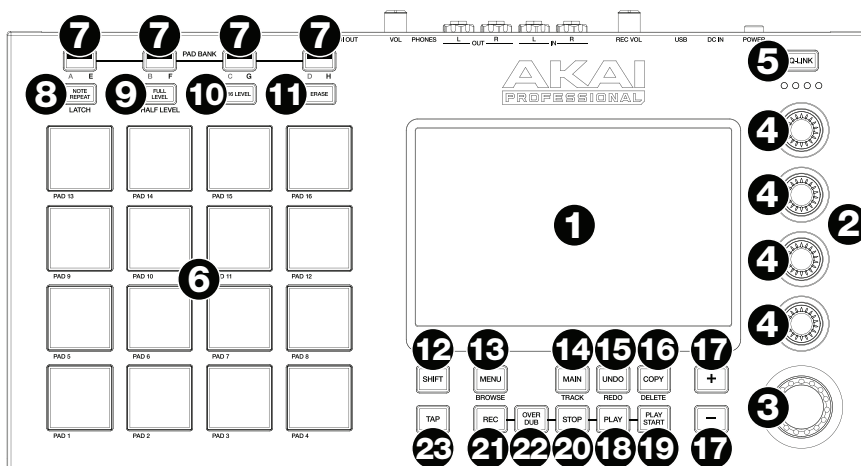 7 7 7 7
I OUT VOL PHONES L R L R REC VOL USB DC IN POWER
OUT IN
PAD BANK
A E B F C G D H
5 Q-LINK
8 NOTE REPEAT 9 FULL LEVEL 10 16 LEVEL 11 ERASE
LATCH HALF LEVEL
AKAI
PROFESSIONAL
4
PAD 13 PAD 14 PAD 15 PAD 16
4
1 2
PAD 9 PAD 10 PAD 11 PAD 12
6
4
4
PAD 5 PAD 6 PAD 7 PAD 8
12 13 14 15 16 17
SHIFT MENU MAIN UNDO COPY +
BROWSE TRACK REDO DELETE
3
TAP REC OVER DUB STOP PLAY PLAY START −
PAD 1 PAD 2 PAD 3 PAD 4
23 21 22 20 18 19 17